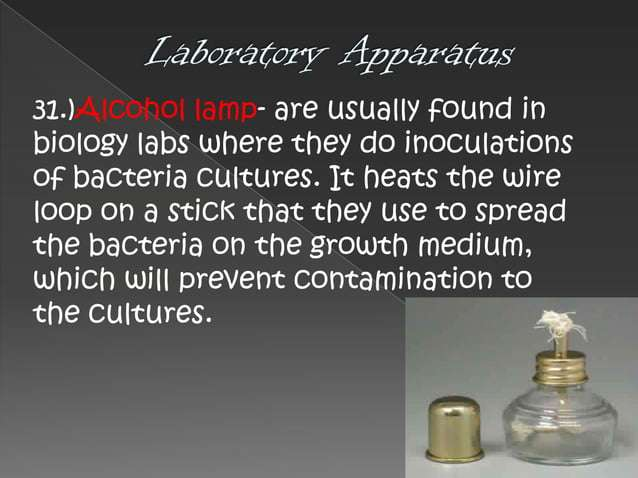 Laboratory Apparatus
31.)Alcohol lamp- are usually found in
biology labs where they do inoculations
of bacteria cultures. It heats the wire
loop on a stick that they use to spread
the bacteria on the growth medium,
which will prevent contamination to
the cultures.